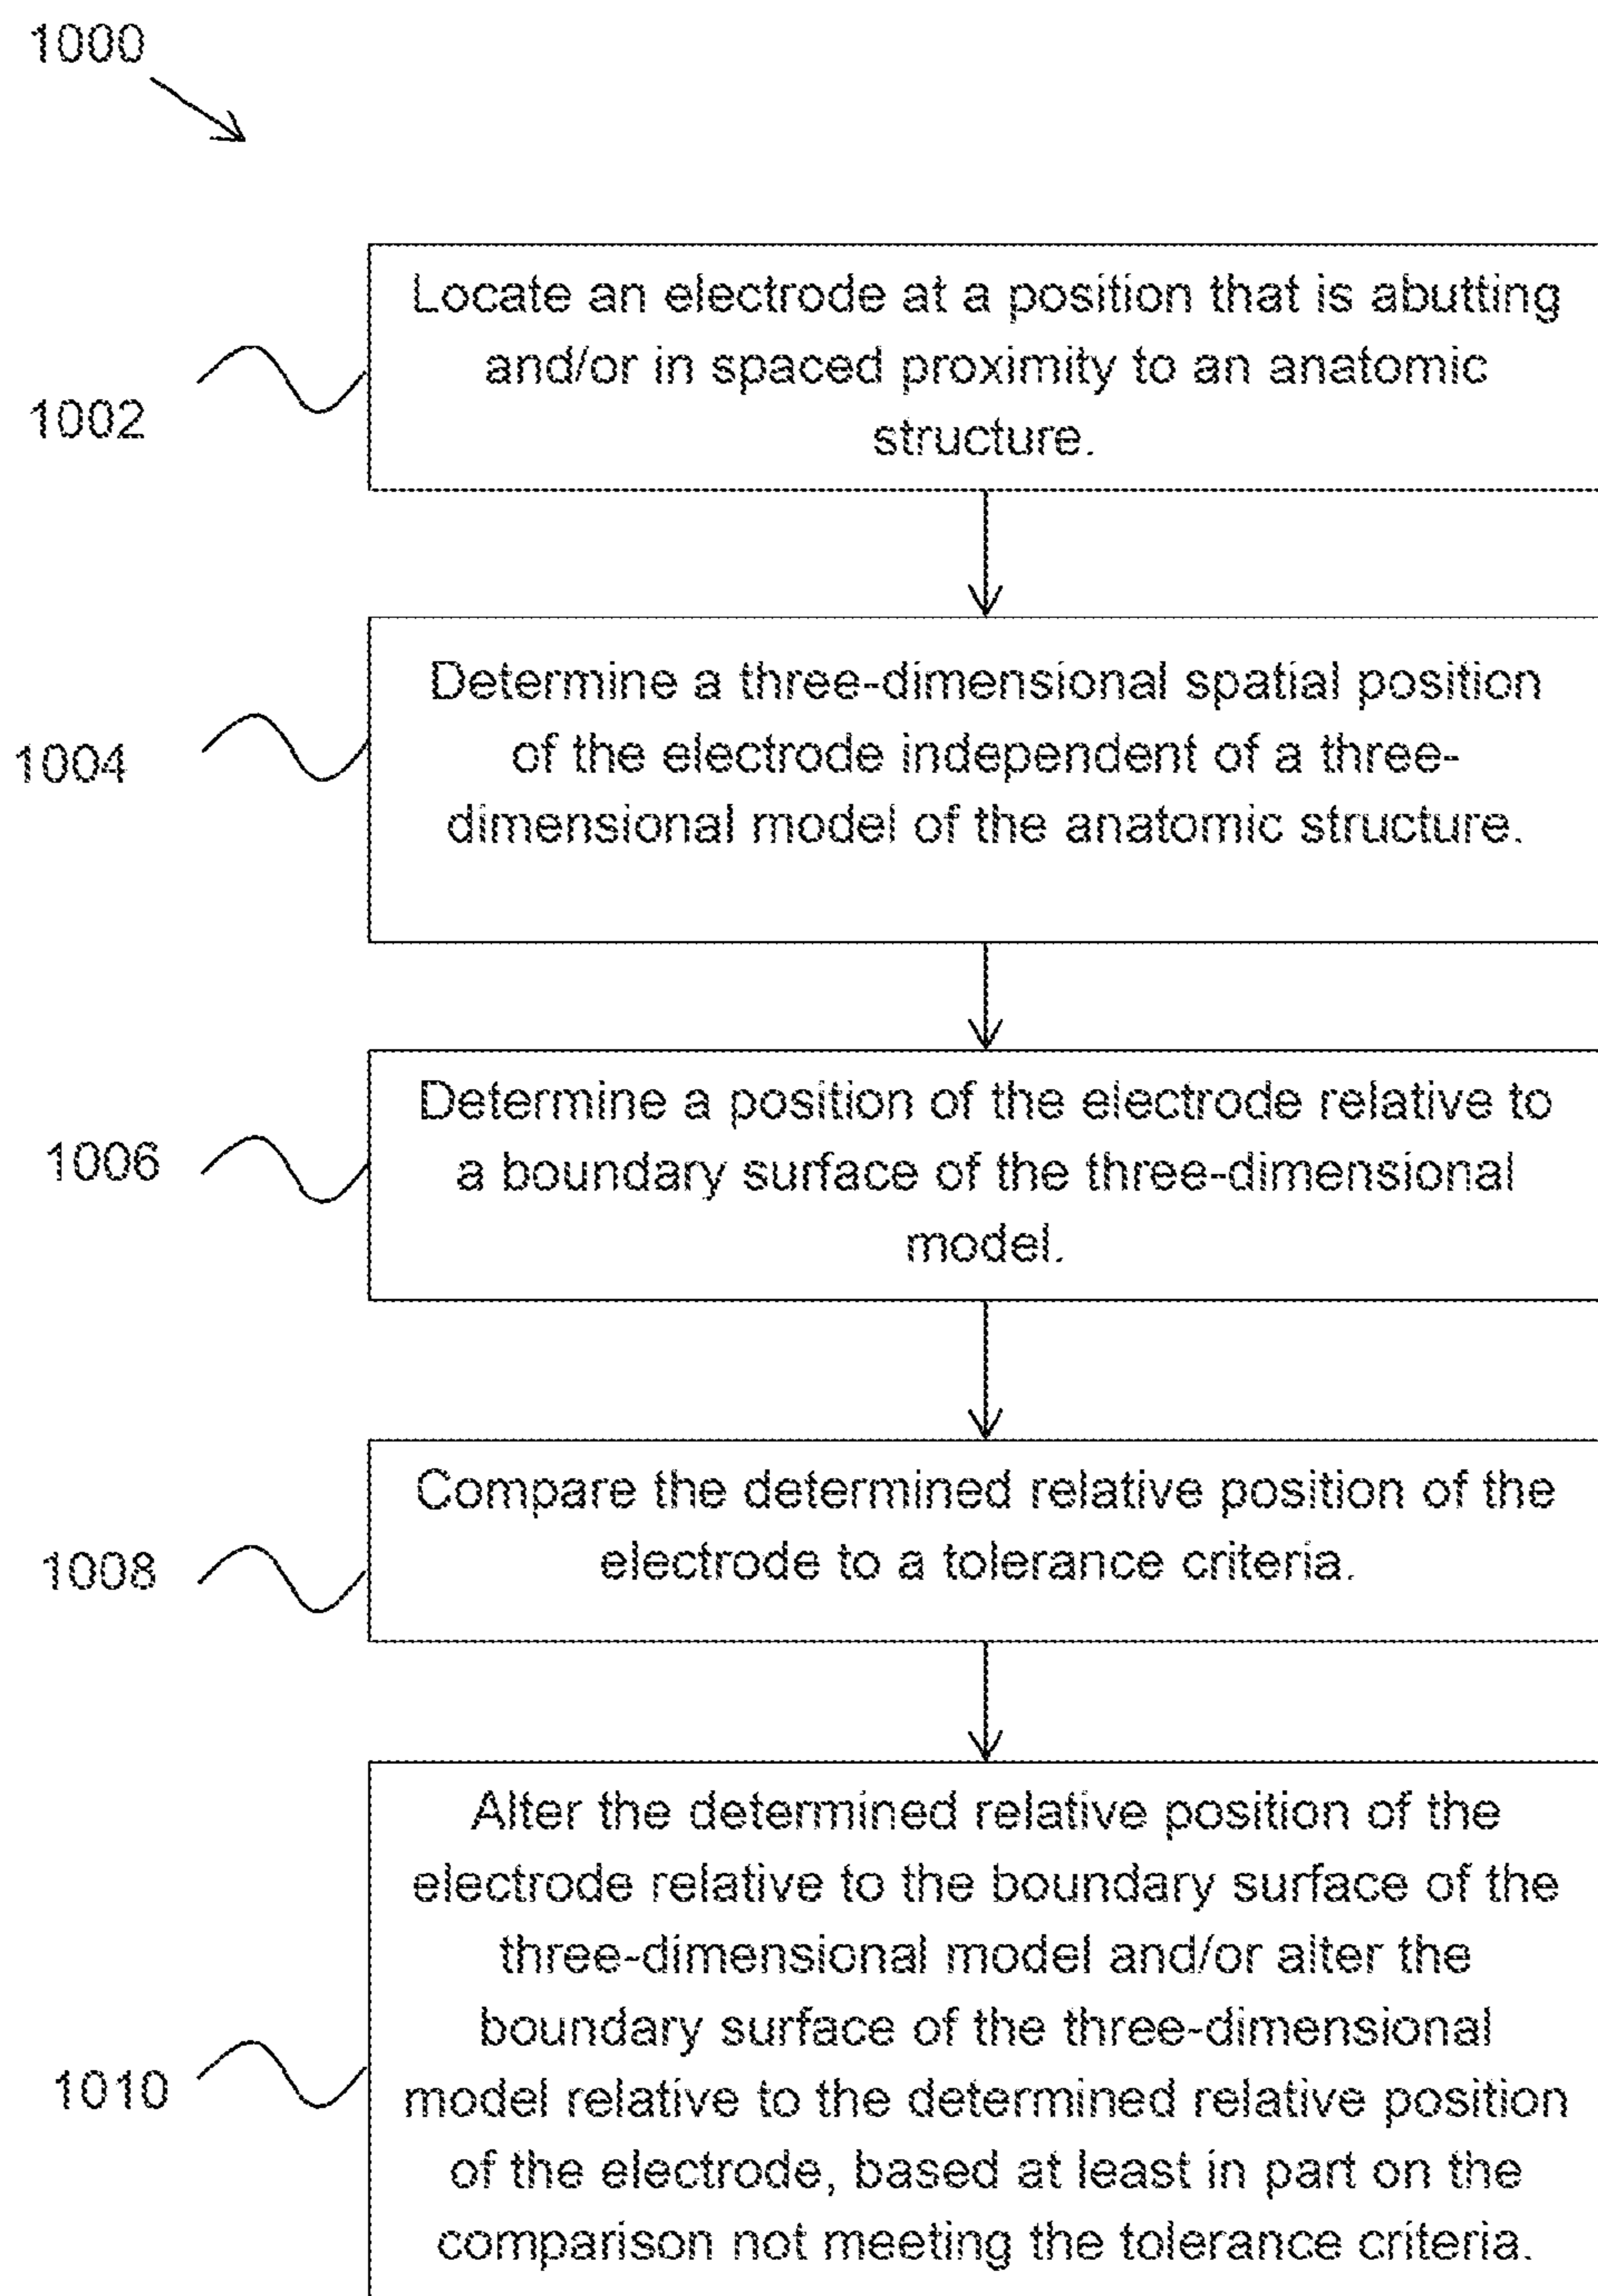 1000
Locate an electrode at a position that is abutting
and/or in spaced proximity to an anatomic
structure.
1002
Determine a three-dimensional spatial position
of the electrode independent of a three-
dimensional model of the anatomic structure.
1004
Determine a position of the electrode relative to
a boundary surface of the three-dimensional
model.
1006
Compare the determined relative position of the
electrode to a tolerance criteria.
1008
Alter the determined relative position of the
electrode relative to the boundary surface of the
three-dimensional model and/or alter the
boundary surface of the three-dimensional
model relative to the determined relative position
of the electrode, based at least in part on the
comparison not meeting the tolerance criteria.
1010